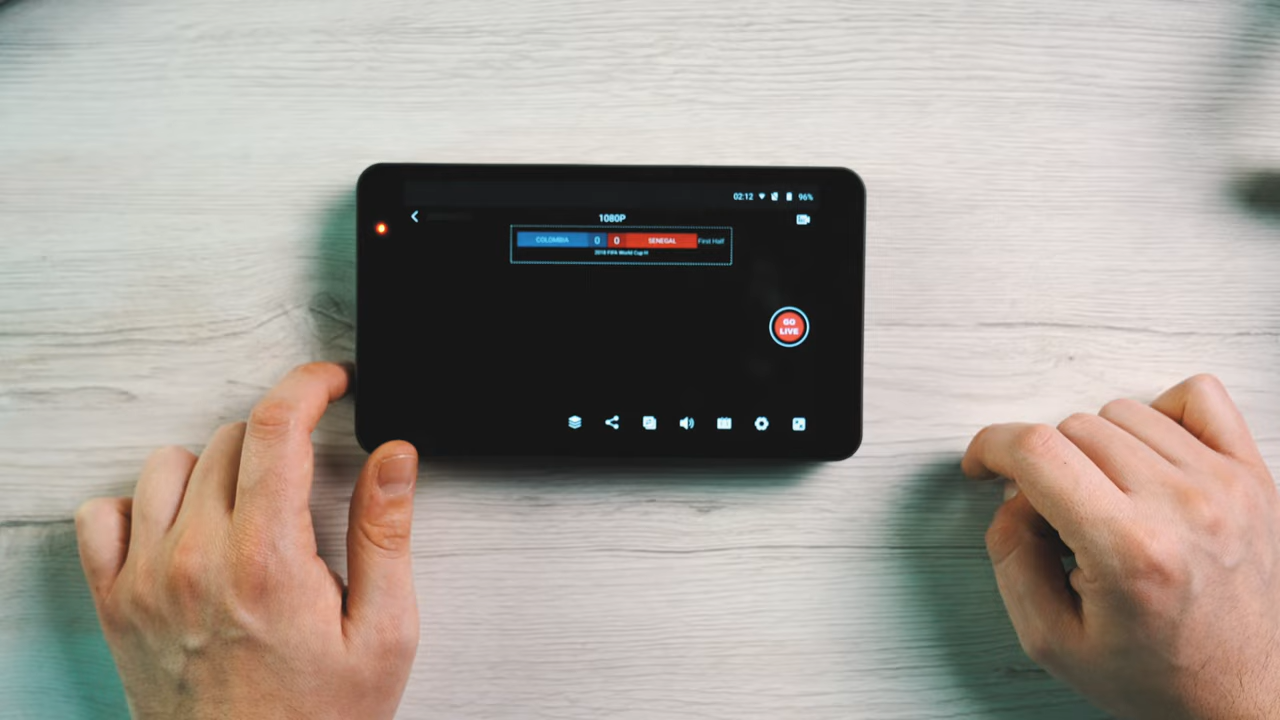 02:12 96%
1080P
COLOMBIA 0 0 SENEGAL First Half
2018 FIFA World Cup H
GO
LIVE